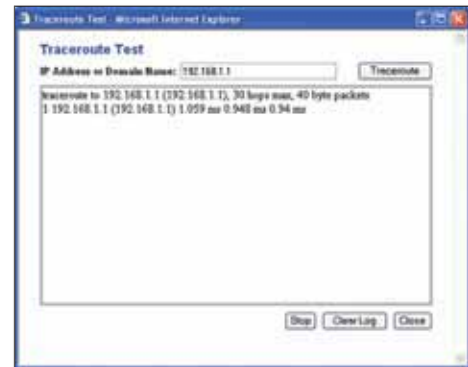 Traceroute Test - Microsoft Internet Explorer
Traceroute Test
IP Address or Domain Name: 192.168.1.1
Traceroute
traceroute to 192.168.1.1 (192.168.1.1), 30 hops max, 40 byte packets
1 192.168.1.1 (192.168.1.1) 1.059 ms 0.948 ms 0.94 ms
Stop
Clear Log
Close